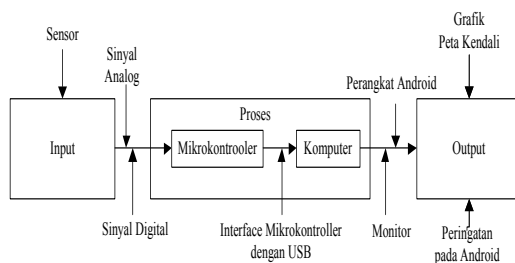 Sensor
Sinyal
Analog
Grafik
Peta Kendali
Perangkat Android
Input
Proses
Mikrokontrooler
Komputer
Output
Sinyal Digital
Interface Mikrokontroller
dengan USB
Monitor
Peringatan
pada Android